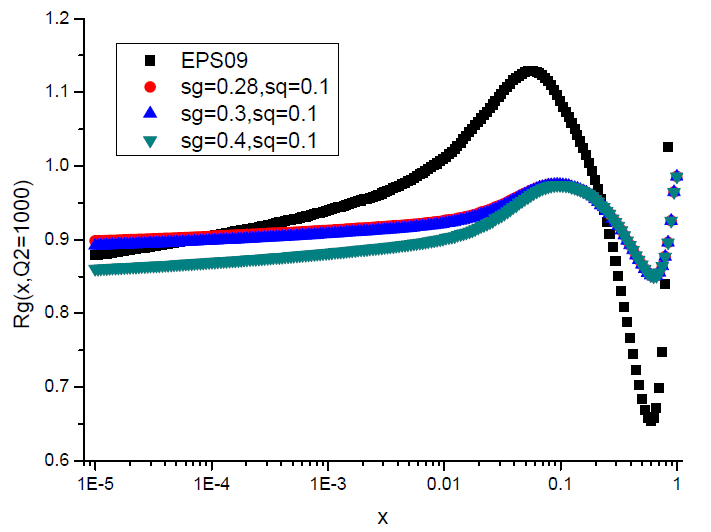 1.2
1.1
1.0
0.9
0.8
0.7
0.6
Rg(x,Q2=1000)
EPS09
sg=0.28,sq=0.1
sg=0.3,sq=0.1
sg=0.4,sq=0.1
1E-5 1E-4 1E-3 0.01 0.1 1
x